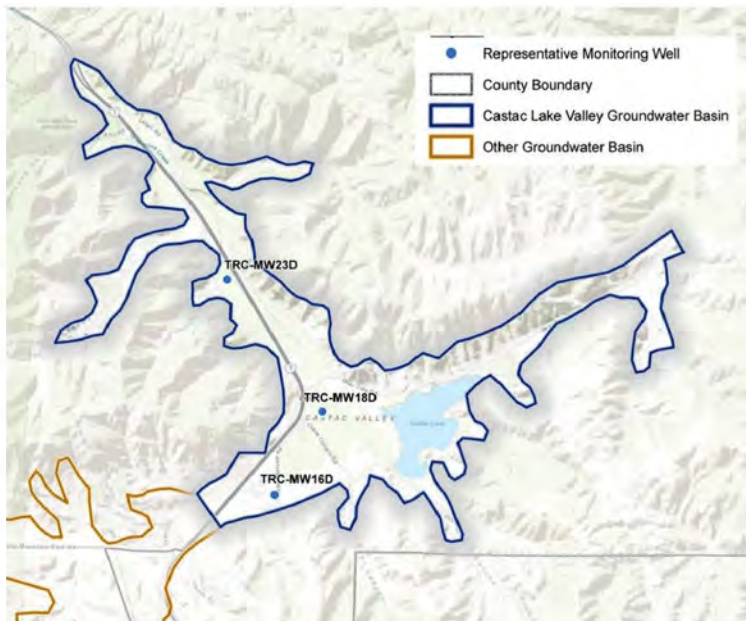 Representative Monitoring Well
County Boundary
Castac Lake Valley Groundwater Basin
Other Groundwater Basin
TRC-MW23D
TRC-MW18D
CASTAC VALLEY
TRC-MW16D